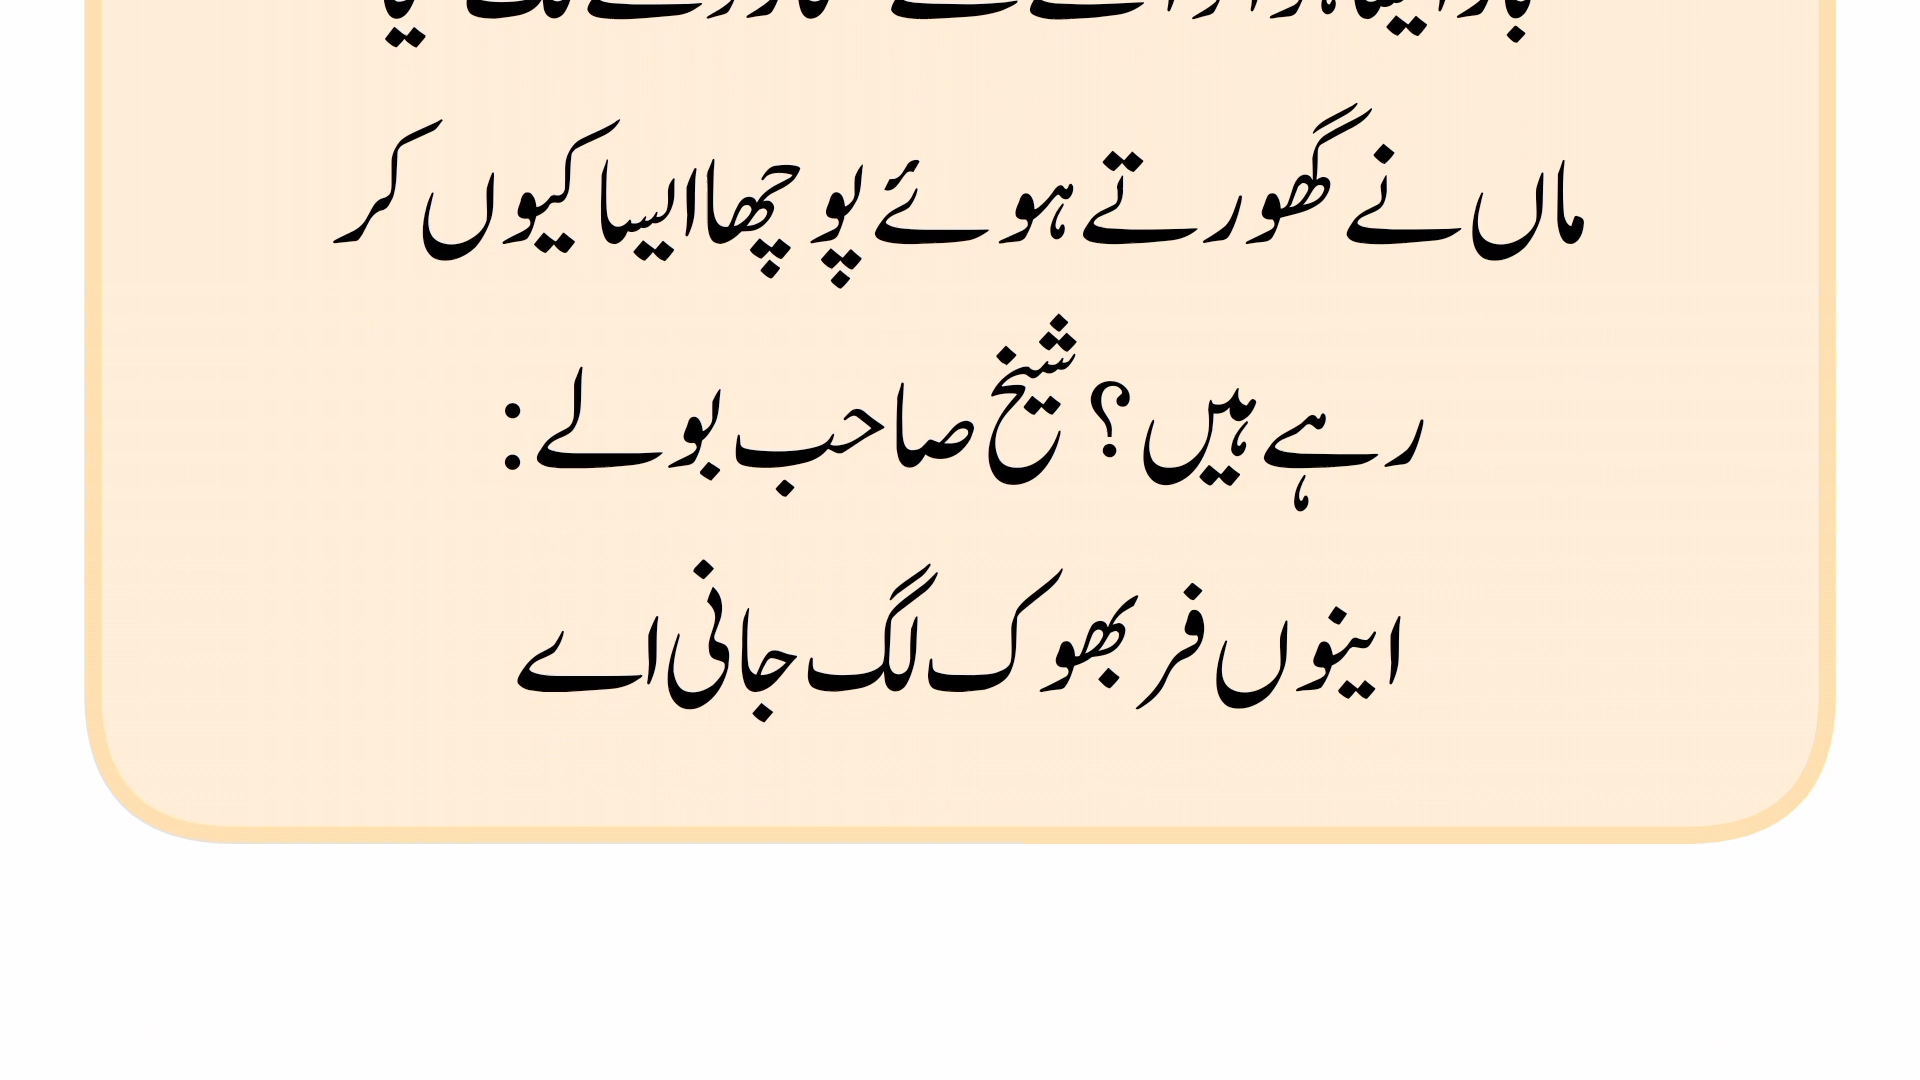 ماں نے گھورتے ہوئے پوچھا ایسا کیوں کر
رہے ہیں؟ شیخ صاحب بولے:
اینوں فر بھوک لگ جانی اے